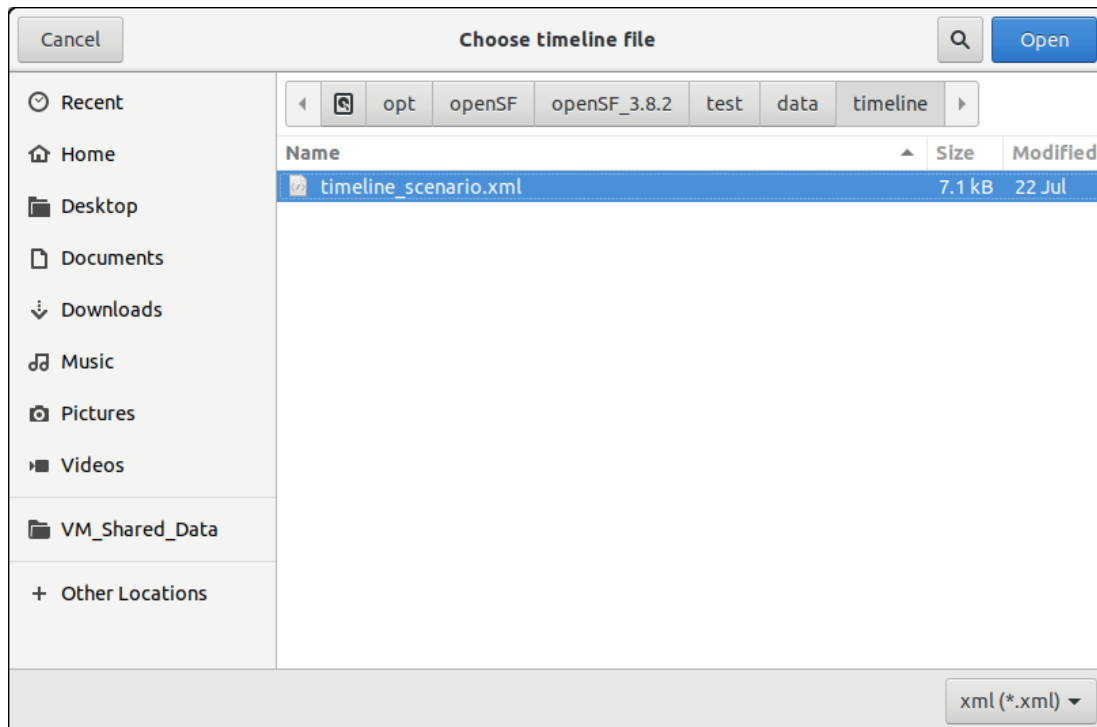 Cancel Choose timeline file Open
Recent
opt openSF openSF_3.8.2 test data timeline
Home
Name Size Modified
timeline_scenario.xml 7.1 kB 22 Jul
Desktop
Documents
Downloads
Music
Pictures
Videos
VM_Shared_Data
+ Other Locations
xml (*.xml)